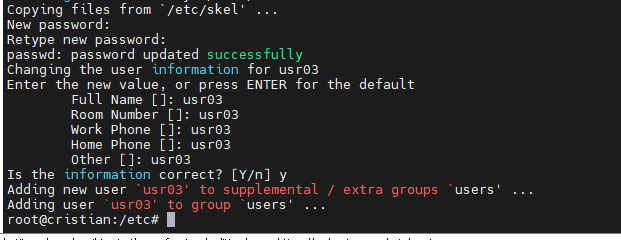 Copying files from `/etc/skel' ...
New password:
Retype new password:
passwd: password updated successfully
Changing the user information for usr03
Enter the new value, or press ENTER for the default
Full Name []: usr03
Room Number []: usr03
Work Phone []: usr03
Home Phone []: usr03
Other []: usr03
Is the information correct? [Y/n] y
Adding new user `usr03' to supplemental / extra groups `users' ...
Adding user `usr03' to group `users' ...
root@cristian:/etc#